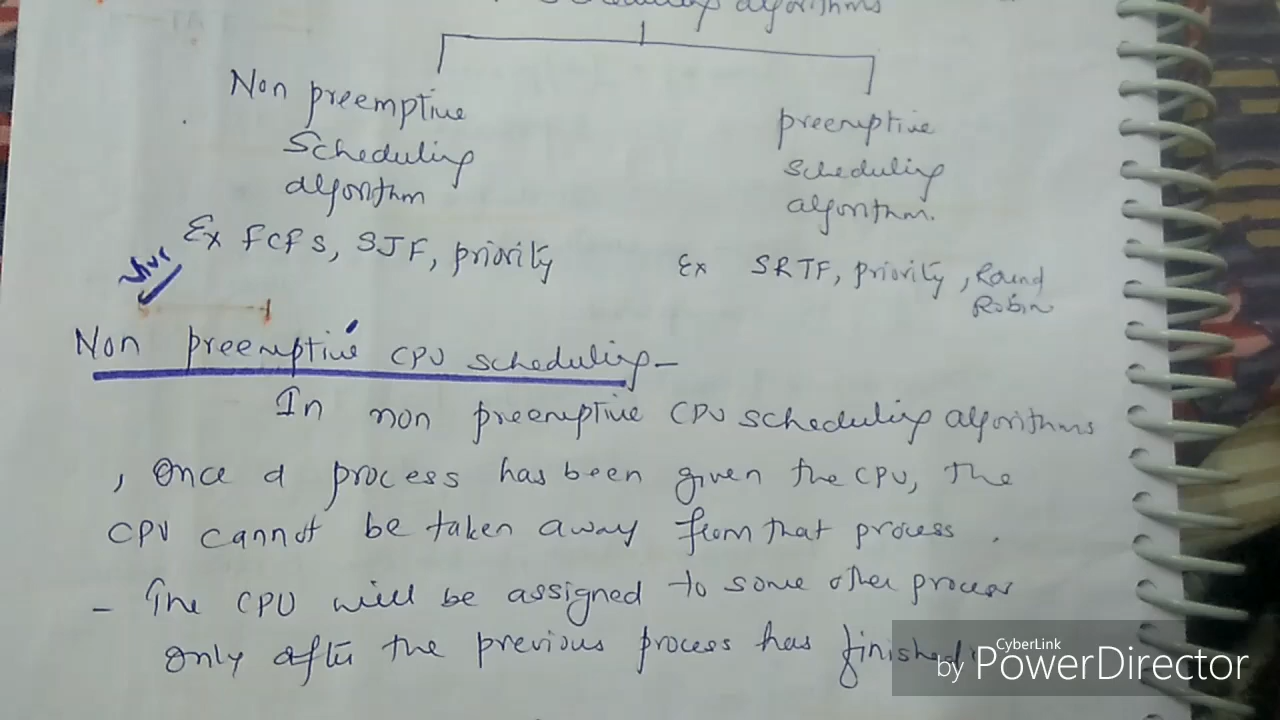 Scheduling algorithms
Non preemptive
Scheduling
algorithm
Ex FCFS, SJF, priority
preemptive
scheduling
algorithm.
Ex SRTF, priority, Round
Robin
Non preemptive CPU scheduling -
In non preemptive CPU scheduling algorithms
, Once a process has been given the CPU, the
CPU cannot be taken away from that process.
- The CPU will be assigned to some other process
only after the previous process has finished
CyberLink
by PowerDirector